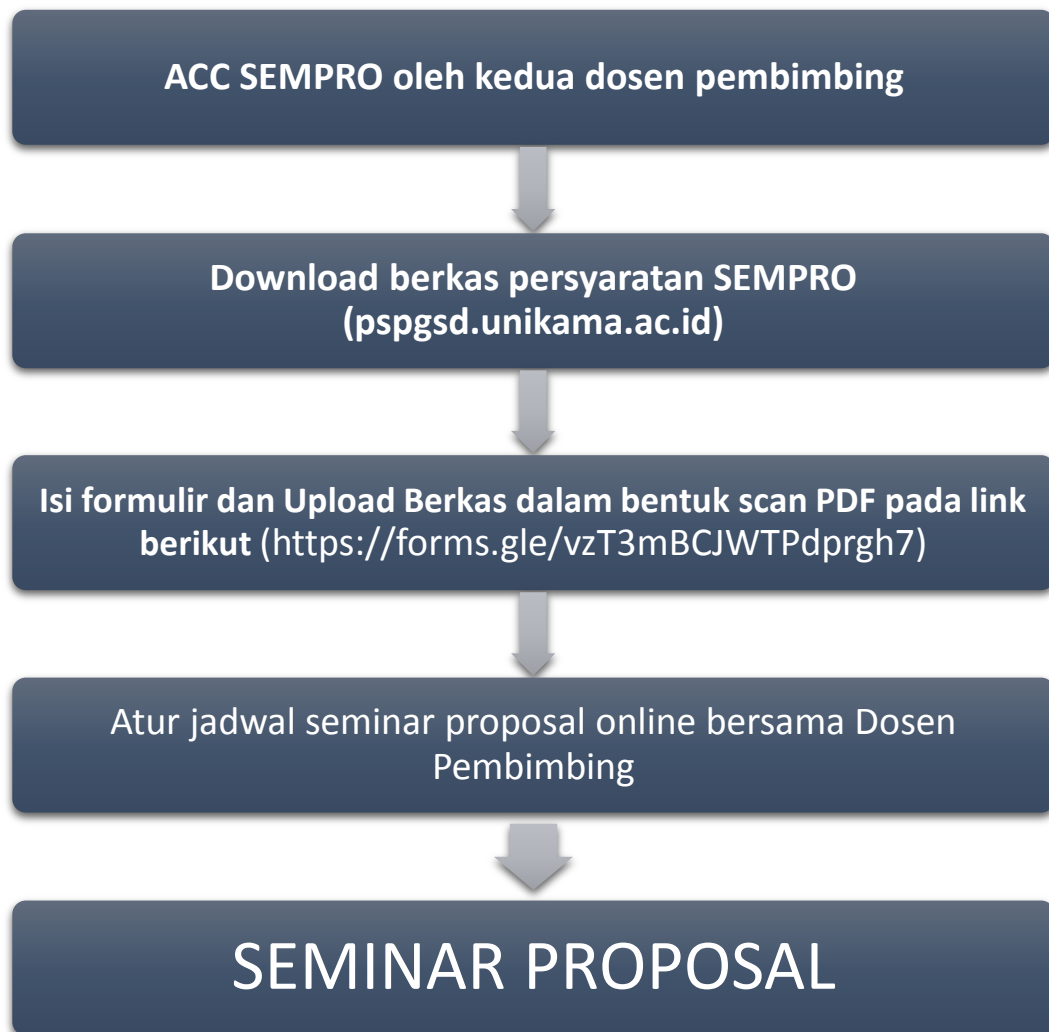 ACC SEMPRO oleh kedua dosen pembimbing
Download berkas persyaratan SEMPRO
(pspgsd.unikama.ac.id)
Isi formulir dan Upload Berkas dalam bentuk scan PDF pada link
berikut (https://forms.gle/vzT3mBCJWTPdprgh7)
Atur jadwal seminar proposal online bersama Dosen
Pembimbing
SEMINAR PROPOSAL